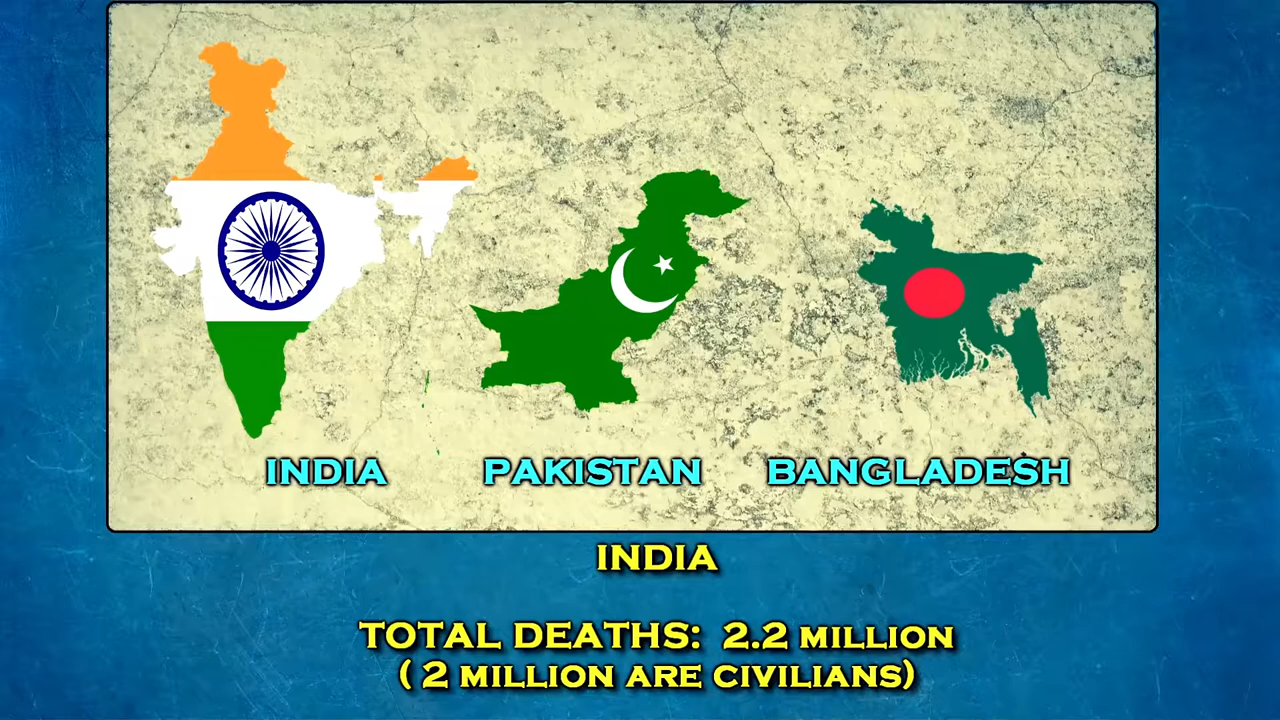 INDIA PAKISTAN BANGLADESH
INDIA
TOTAL DEATHS: 2.2 MILLION
( 2 MILLION ARE CIVILIANS)